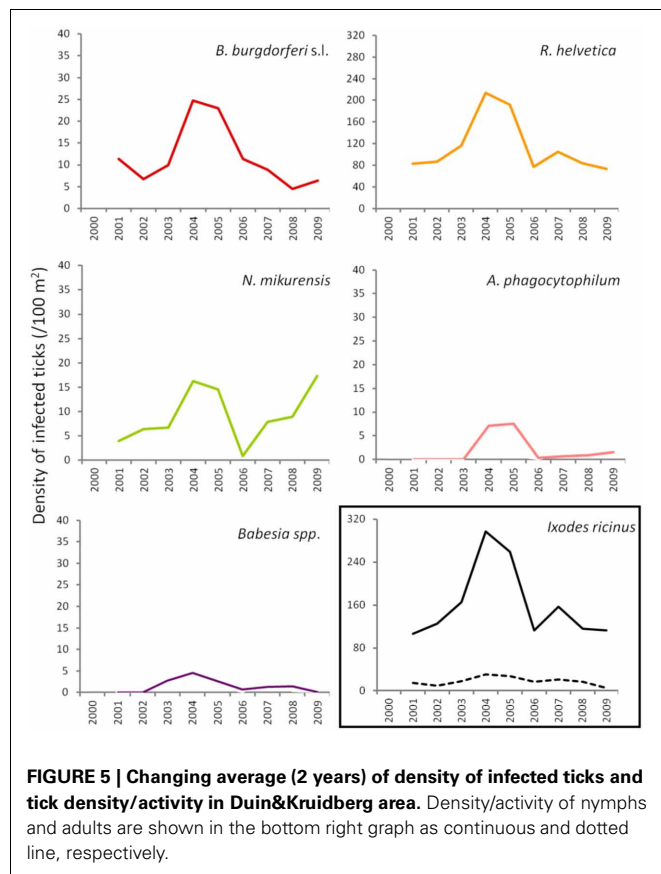 B. burgdorferi s.l.
40
35
30
25
20
15
10
5
0
2000 2001 2002 2003 2004 2005 2006 2007 2008 2009
R. helvetica
320
280
240
200
160
120
80
40
0
2000 2001 2002 2003 2004 2005 2006 2007 2008 2009
Density of infected ticks (/100 m²)
N. mikurensis
40
35
30
25
20
15
10
5
0
2000 2001 2002 2003 2004 2005 2006 2007 2008 2009
A. phagocytophilum
40
35
30
25
20
15
10
5
0
2000 2001 2002 2003 2004 2005 2006 2007 2008 2009
Babesia spp.
40
35
30
25
20
15
10
5
0
2000 2001 2002 2003 2004 2005 2006 2007 2008 2009
Ixodes ricinus
320
240
160
80
0
2000 2001 2002 2003 2004 2005 2006 2007 2008 2009
FIGURE 5 | Changing average (2 years) of density of infected ticks and
tick density/activity in Duin&Kruidberg area. Density/activity of nymphs
and adults are shown in the bottom right graph as continuous and dotted
line, respectively.